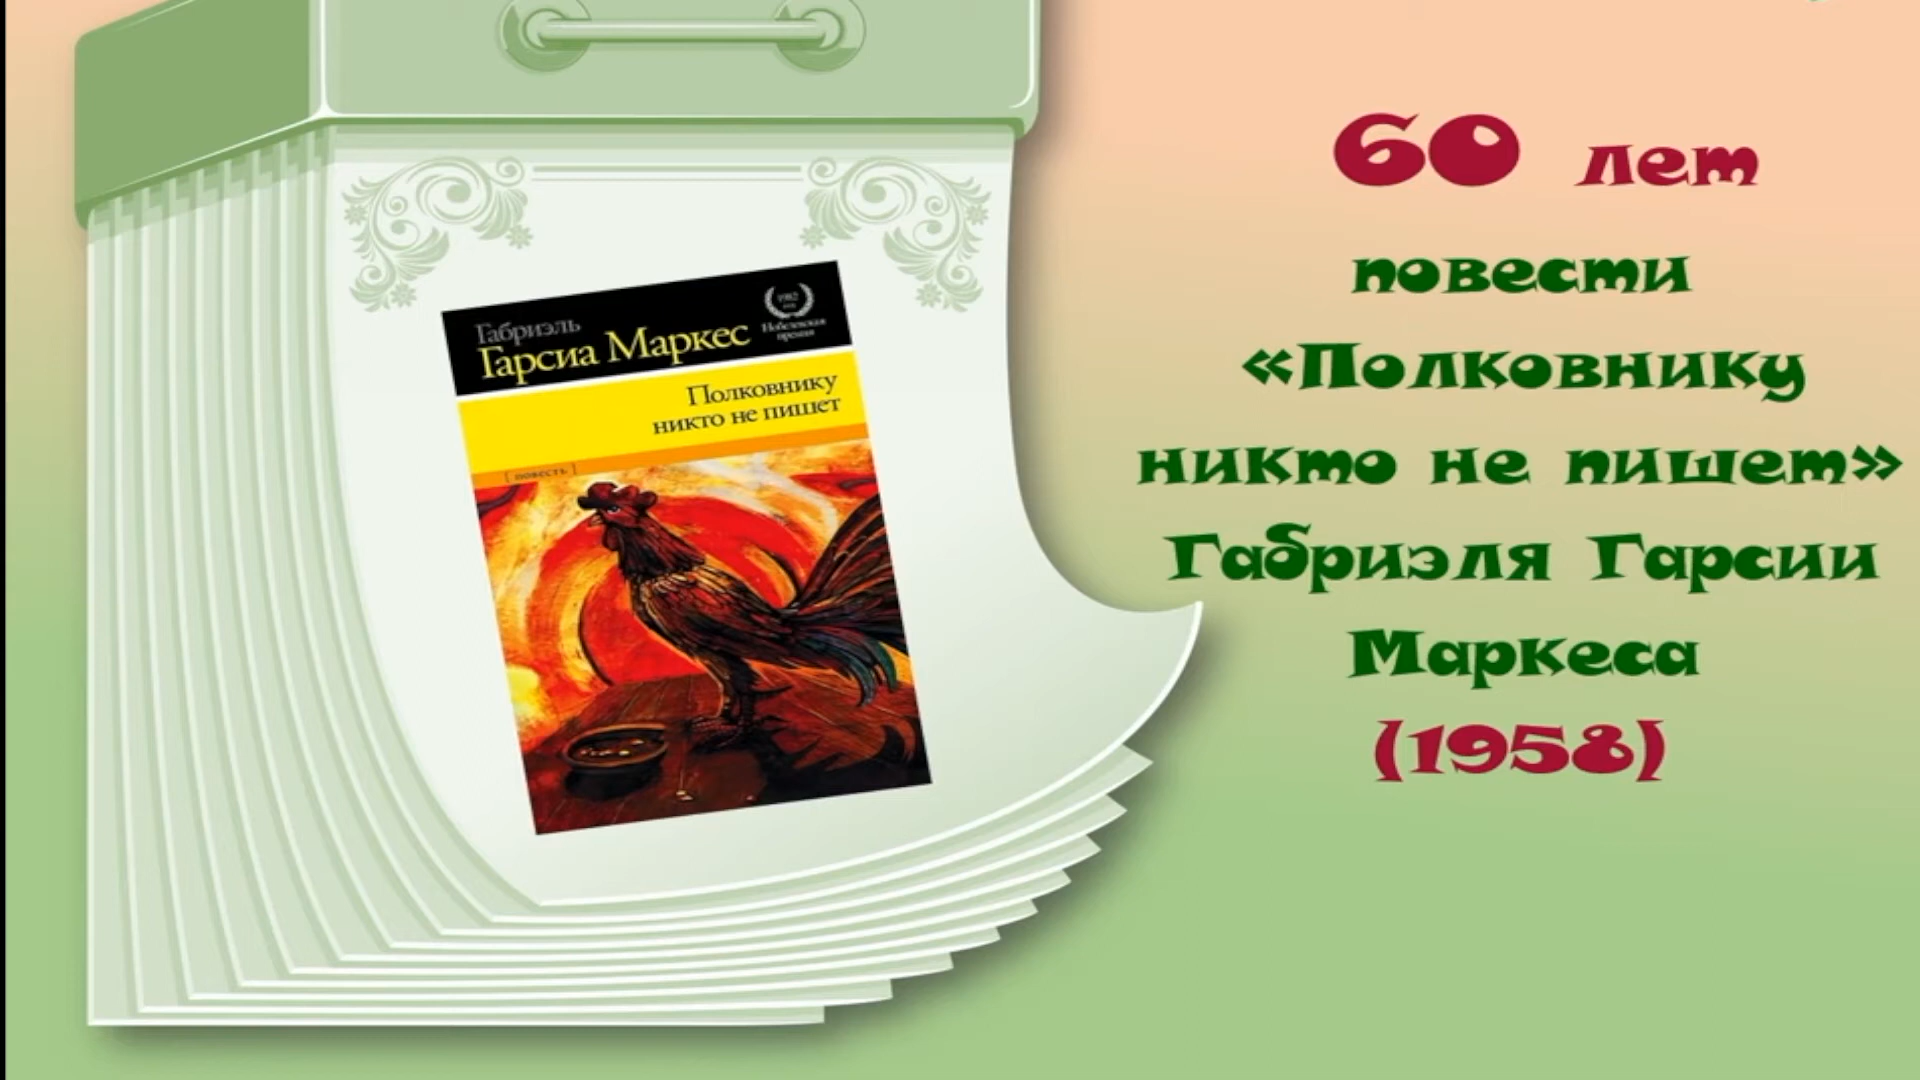 Габриэль
Гарсиа Маркес
1982
Нобелевская
премия
Полковнику
никто не пишет
[ повесть ]
60 лет
повести
«Полковнику
никто не пишет»
Габриэля Гарсии
Маркеса
(1958)